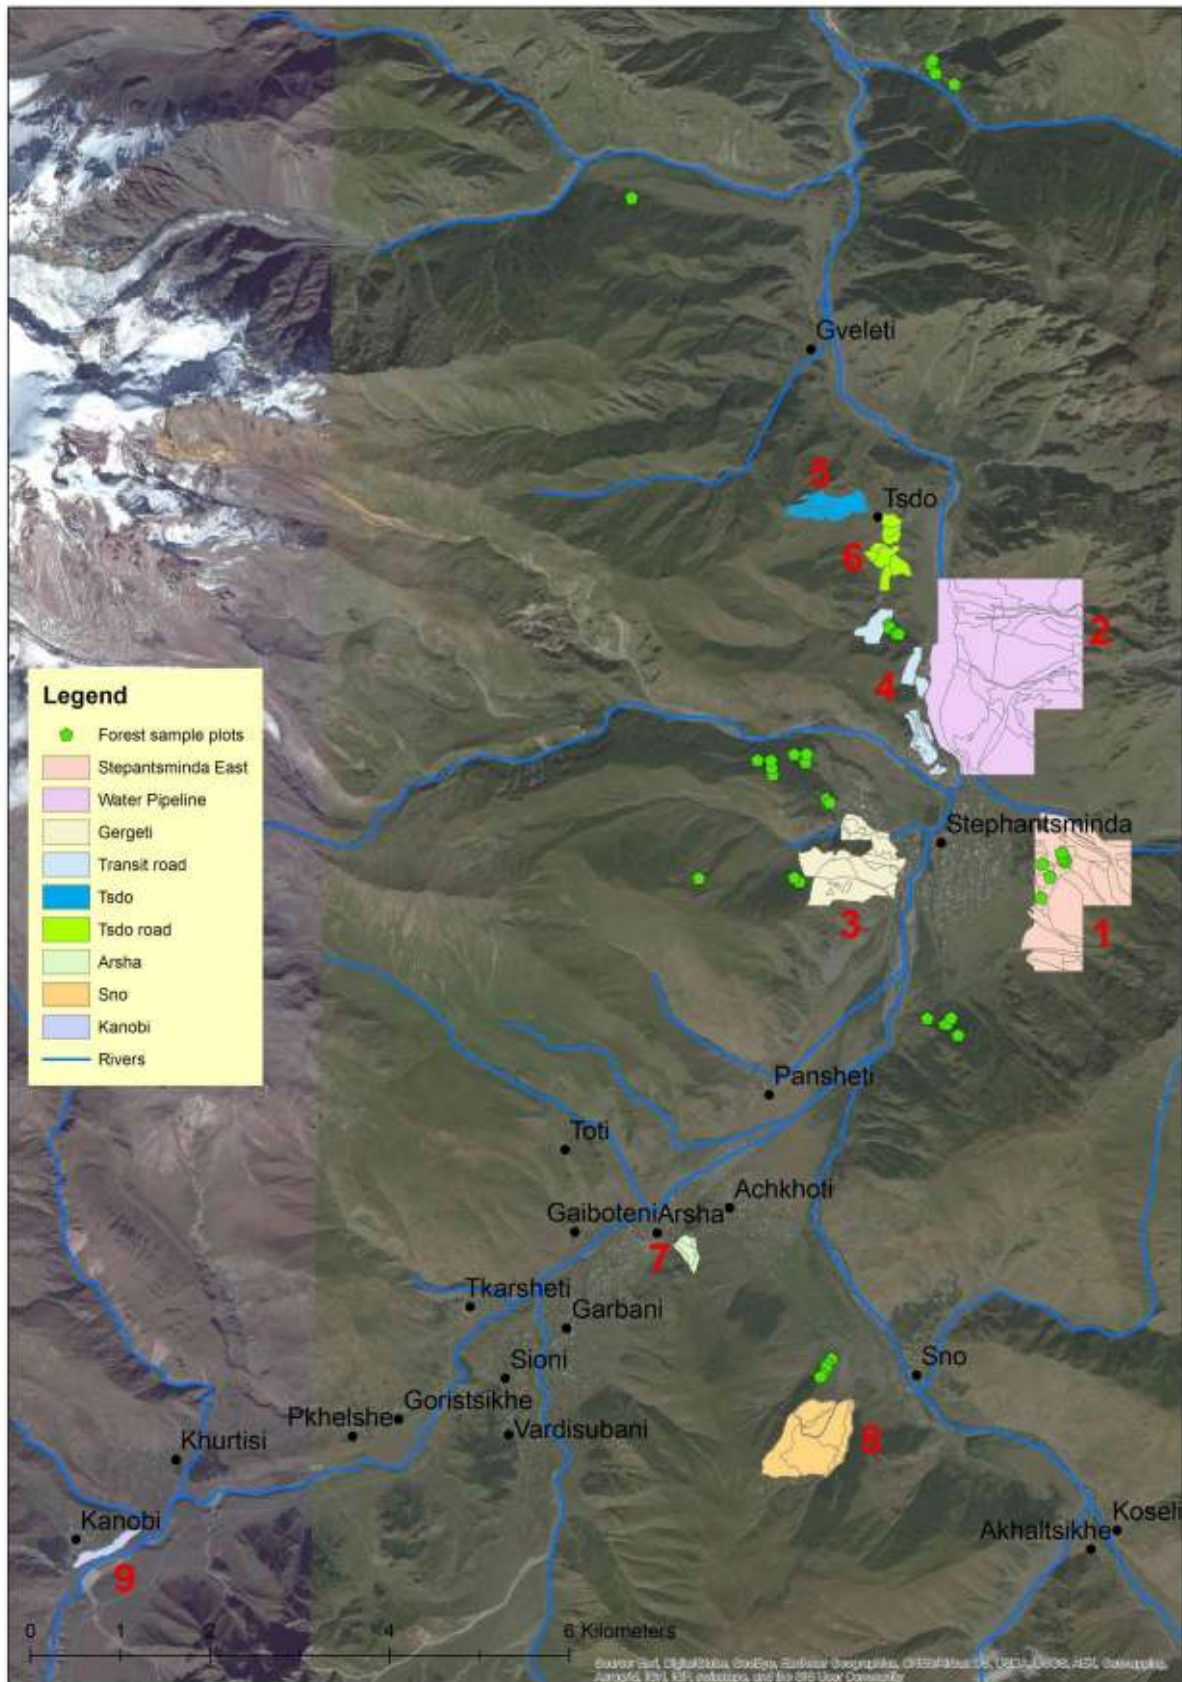 Gveleti
5
Tsdo
6
2
4
Legend
Forest sample plots
Stepantsminda East
Water Pipeline
Gergeti
Transit road
Tsdo
Tsdo road
Arsha
Sno
Kanobi
Rivers
Stephantsminda
3
1
Pansheti
Toti
Achkhoti
Gaiboteni
Arsha
7
Tkarsheti
Garbani
Sioni
Sno
Goristsikhe
Pkhelshe
Vardisubani
Khurtisi
8
Kanobi
Koseli
Akhaltsikhe
9
0 1 2 4 6 Kilometers